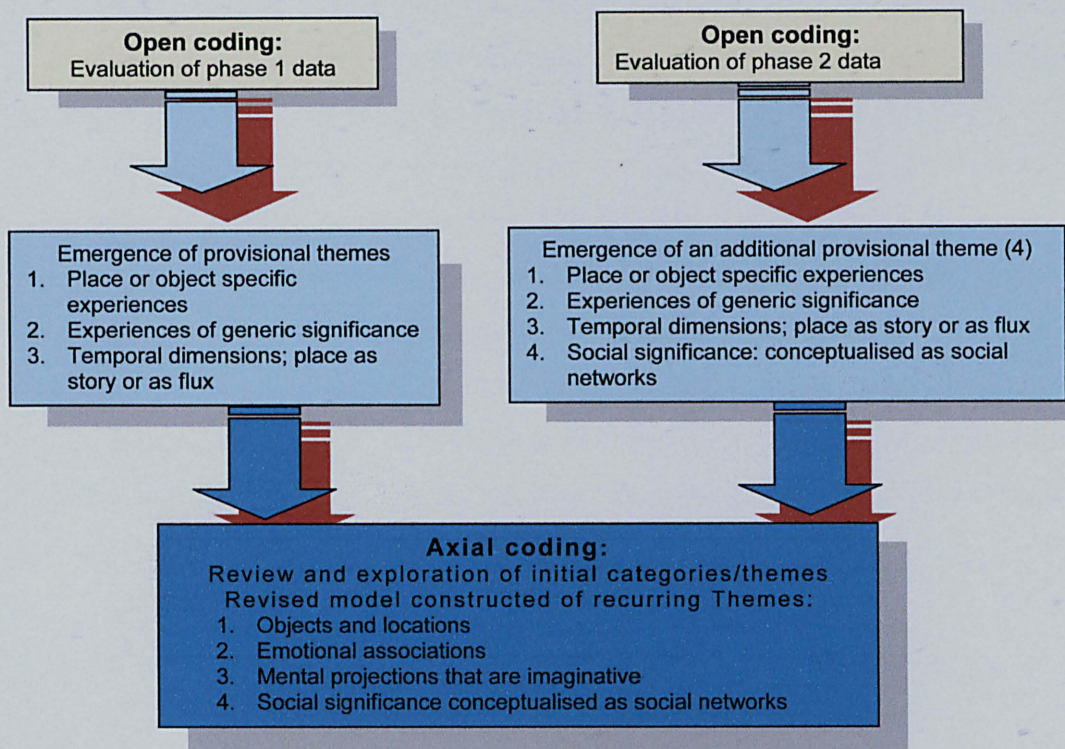 Open coding:
Evaluation of phase 1 data
Open coding:
Evaluation of phase 2 data
Emergence of provisional themes
1. Place or object specific
experiences
2. Experiences of generic significance
3. Temporal dimensions; place as
story or as flux
Emergence of an additional provisional theme (4)
1. Place or object specific experiences
2. Experiences of generic significance
3. Temporal dimensions; place as story or as flux
4. Social significance: conceptualised as social
networks
Axial coding:
Review and exploration of initial categories/themes
Revised model constructed of recurring Themes:
1. Objects and locations
2. Emotional associations
3. Mental projections that are imaginative
4. Social significance conceptualised as social networks